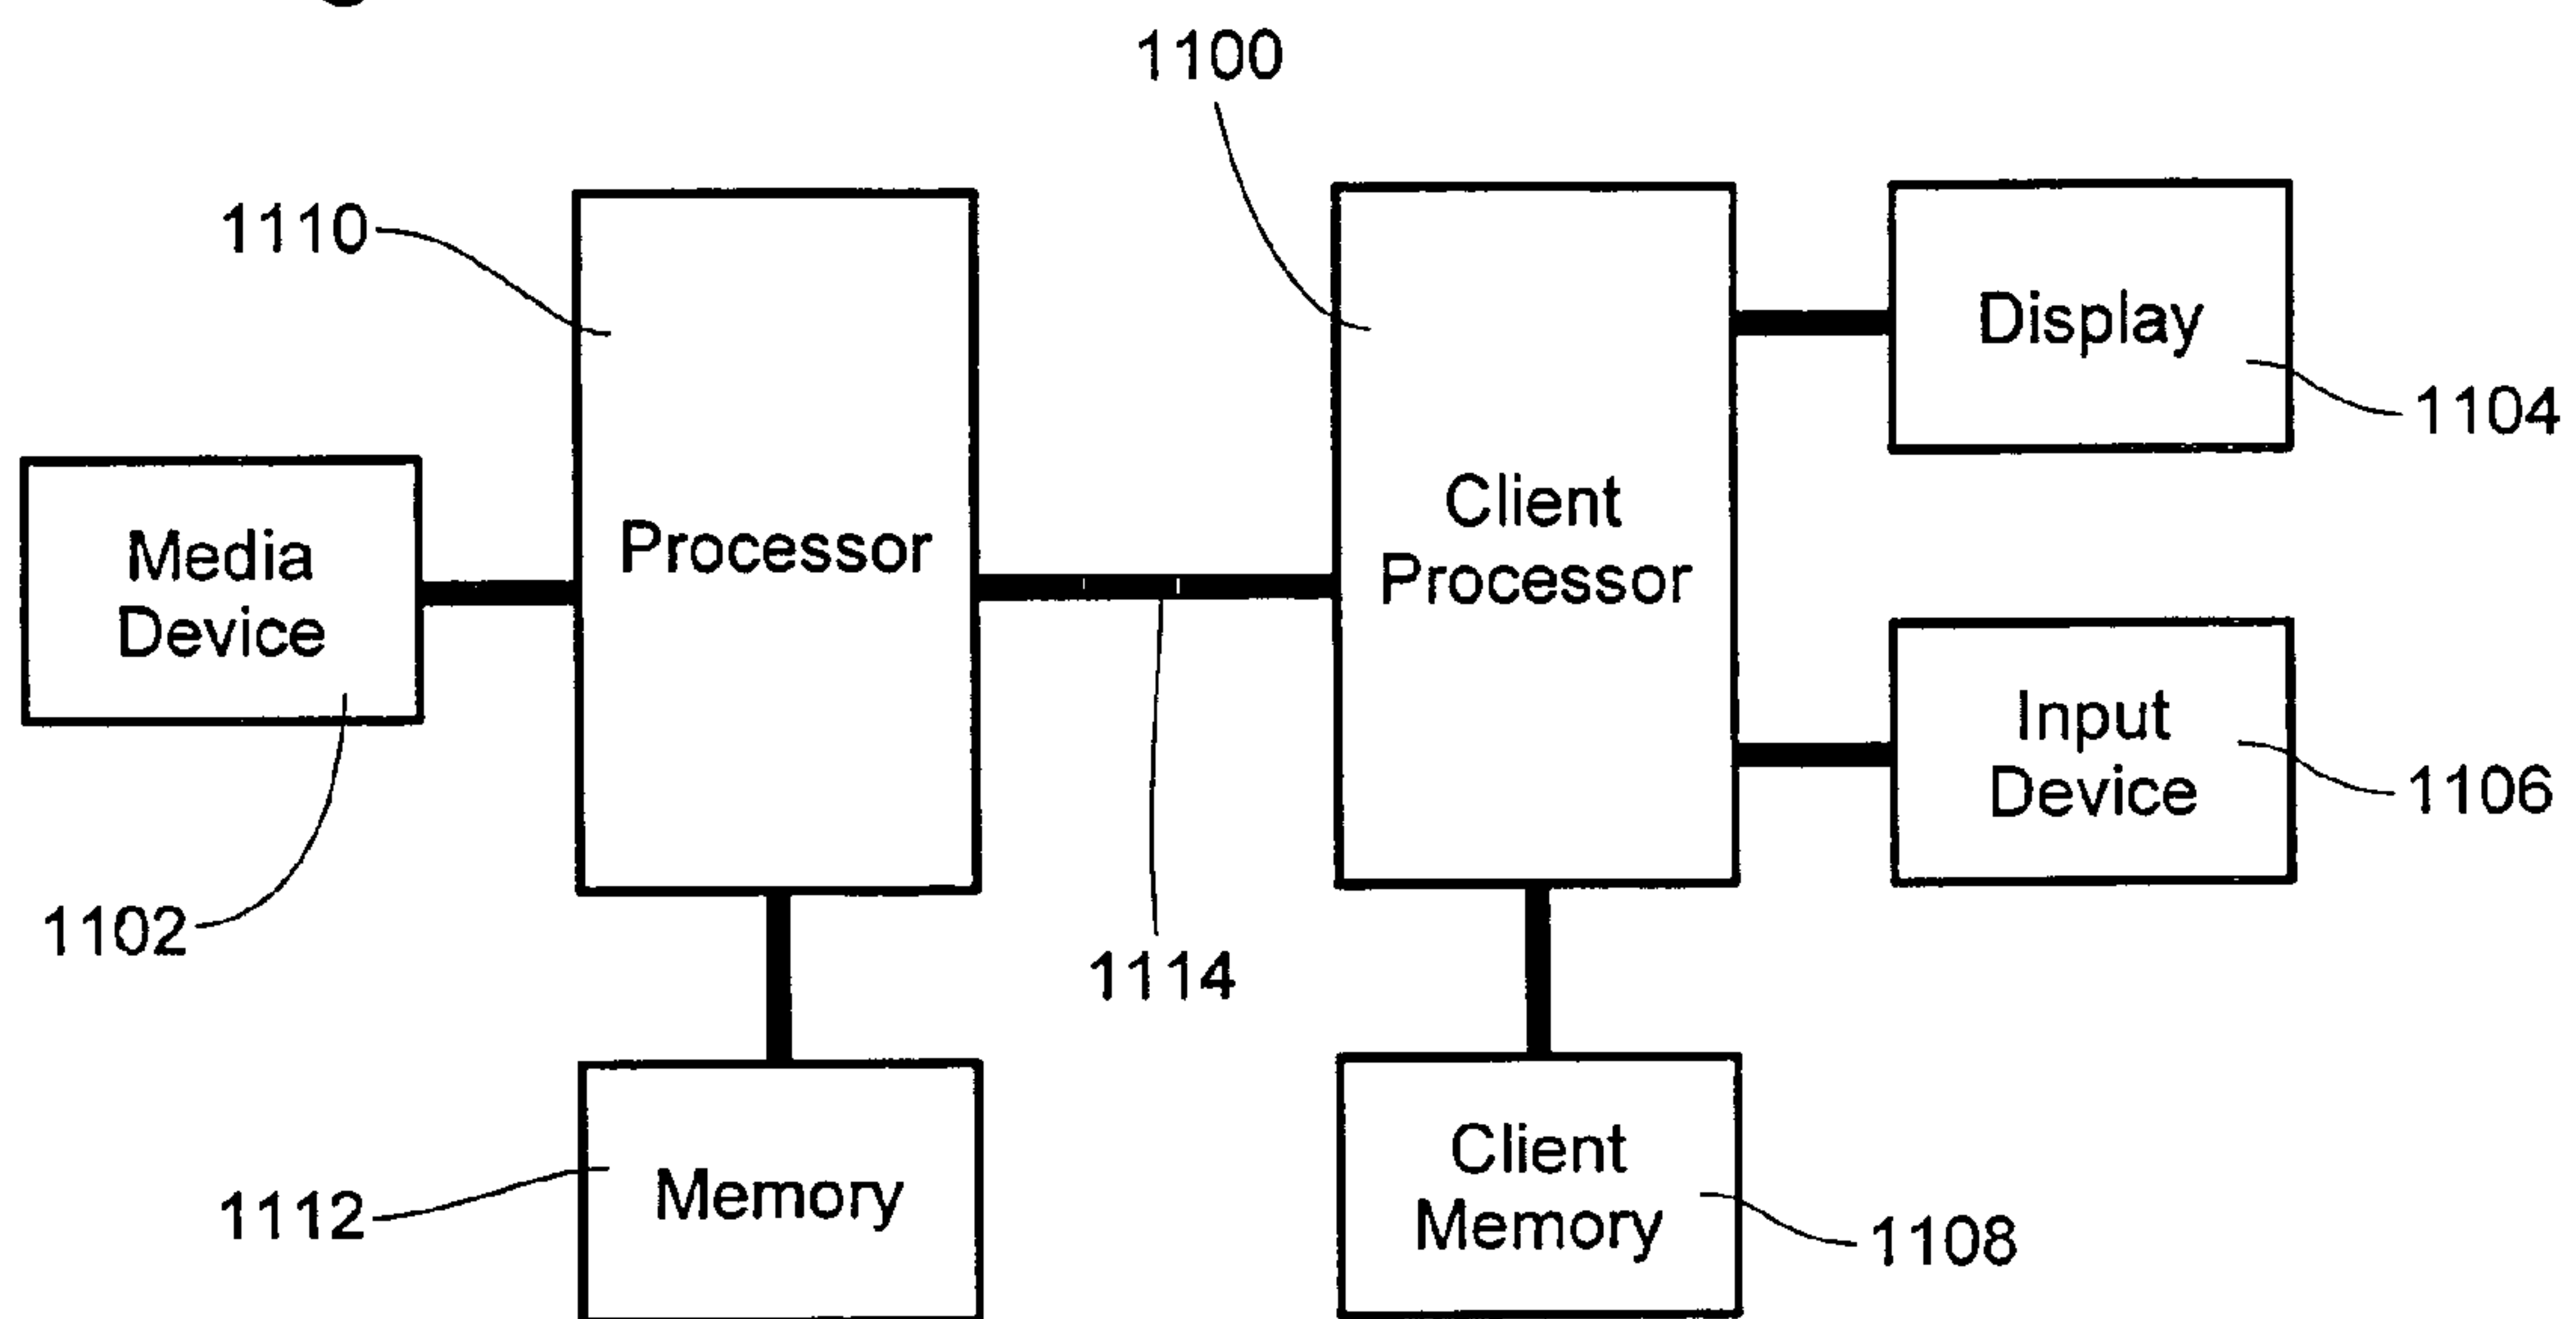 1100
1110
Display
1104
Client
Processor
Processor
Media
Device
Input
Device
1106
1102
1114
Client
Memory
Memory
1112
1108